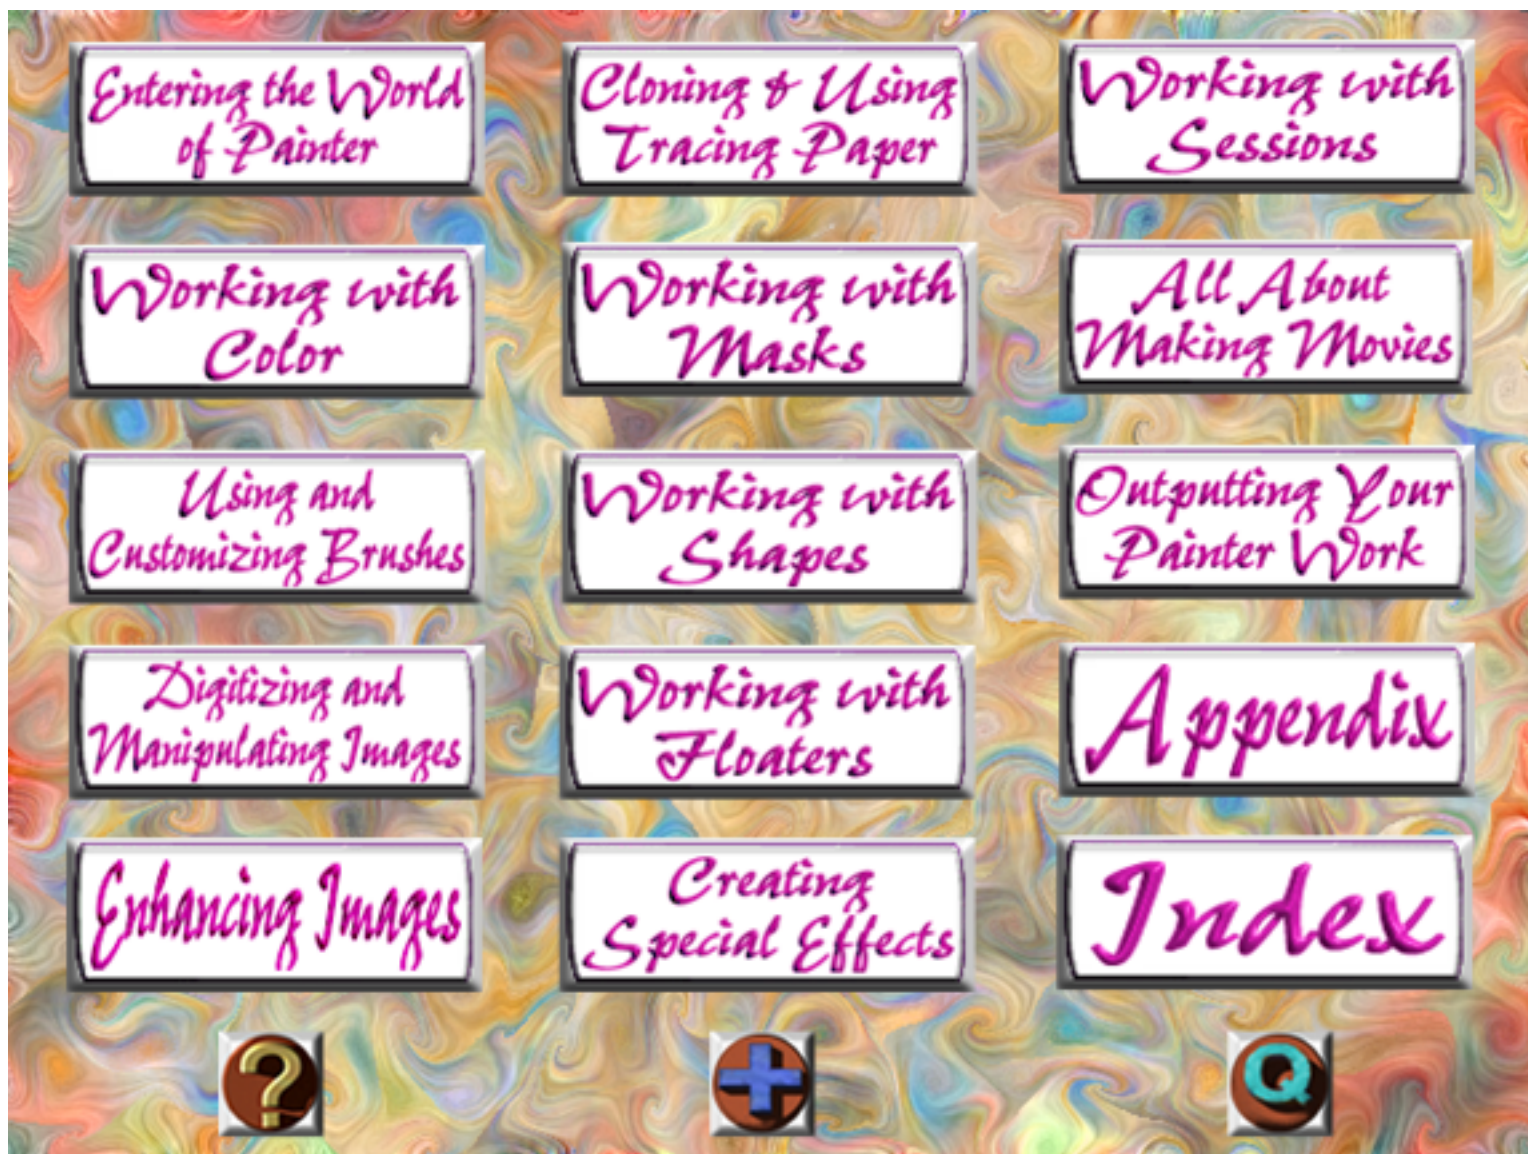 Entering the World
of Painter
Working with
Color
Using and
Customizing Brushes
Digitizing and
Manipulating Images
Enhancing Images
Cloning & Using
Tracing Paper
Working with
Masks
Working with
Shapes
Working with
Floaters
Creating
Special Effects
Working with
Sessions
All About
Making Movies
Outputting Your
Painter Work
Appendix
Index
?
+
Q